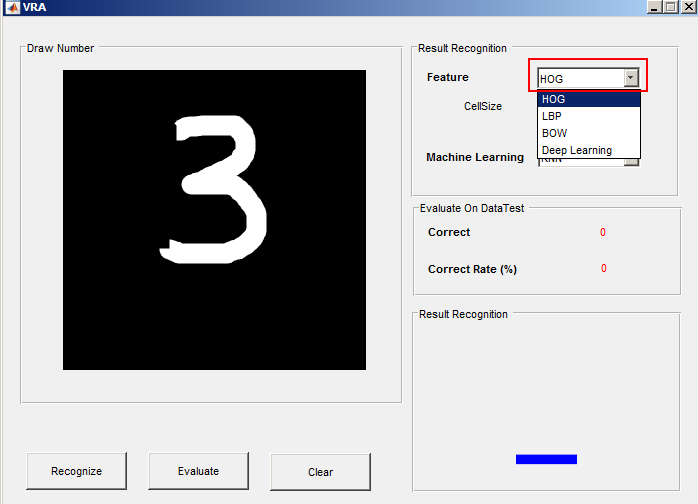 VRA
Draw Number
3
Result Recognition
Feature
HOG
HOG
LBP
BOW
Deep Learning
CellSize
Machine Learning
Evaluate On DataTest
Correct 0
Correct Rate (%) 0
Result Recognition
Recognize
Evaluate
Clear